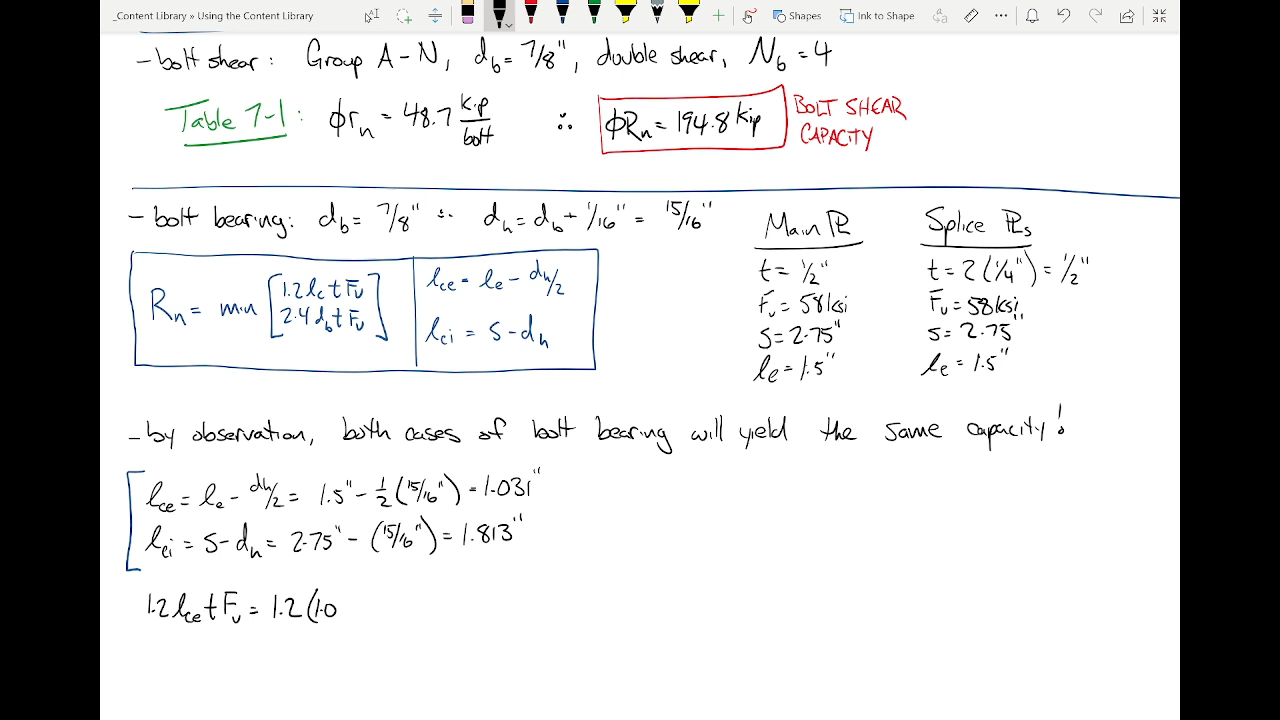 _Content Library » Using the Content Library
Shapes
Ink to Shape
- bolt shear: Group A-N, d_b = 7/8", double shear, N_b = 4
Table 7-1: φr_n = 48.7 kip/bolt ∴ φR_n = 194.8 kip
BOLT SHEAR
CAPACITY
- bolt bearing: d_b = 7/8" ∴ d_h = d_b + 1/16" = 15/16"
R_n = min [1.2 l_c t F_u
2.4 d_b t F_u]
l_ce = l_e - d_h/2
l_ci = s - d_h
Main PL
t = 1/2"
F_u = 58 ksi
s = 2.75"
l_e = 1.5"
Splice PLs
t = 2(1/4") = 1/2"
F_u = 58 ksi
s = 2.75"
l_e = 1.5"
- by observation, both cases of bolt bearing will yield the same capacity!
l_ce = l_e - d_h/2 = 1.5" - 1/2(15/16") = 1.031"
l_ci = s - d_h = 2.75" - (15/16") = 1.813"
1.2 l_ce t F_u = 1.2(1.0